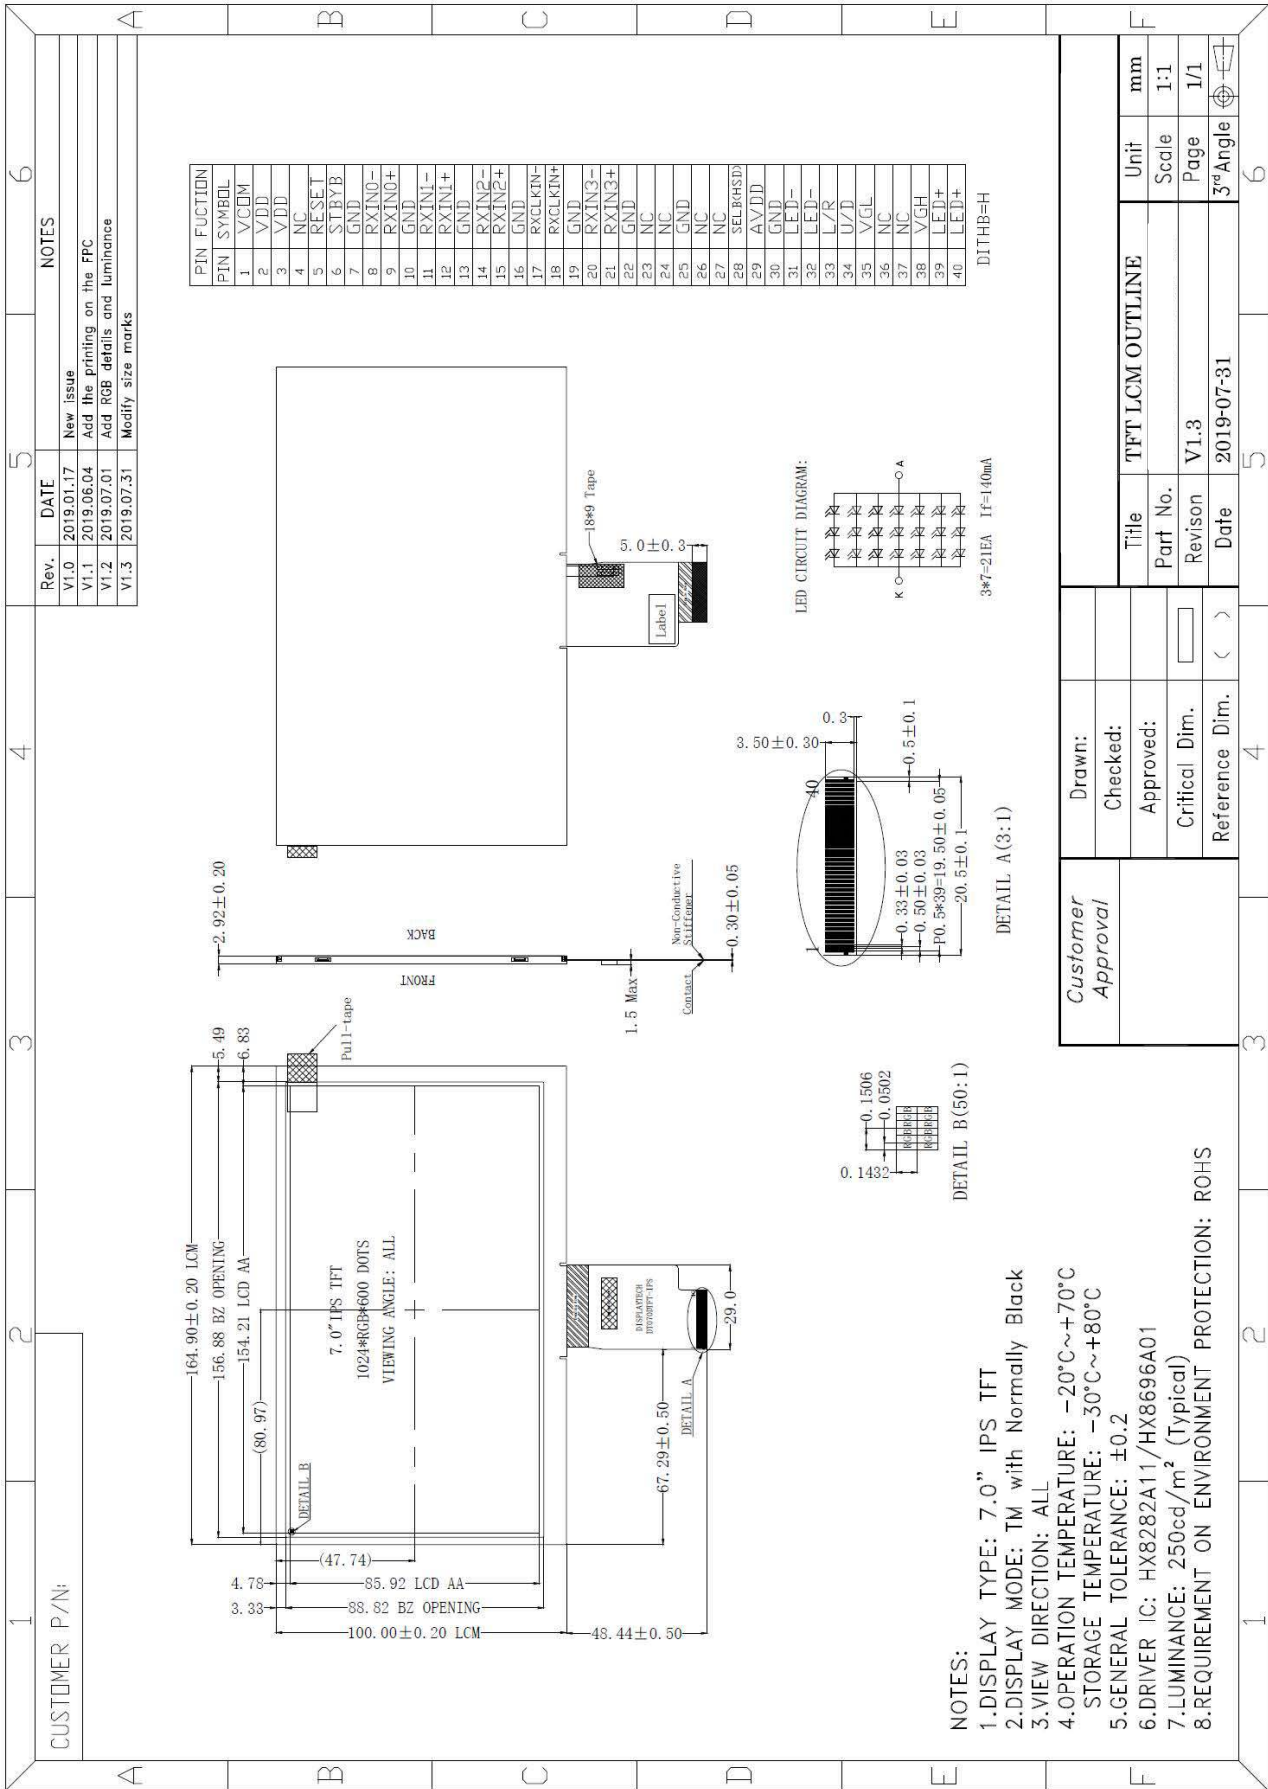 1 2 3 4 5 6
A B C D E F
CUSTOMER P/N:
Rev. DATE NOTES
V1.0 2019.01.17 New issue
V1.1 2019.06.04 Add the printing on the FPC
V1.2 2019.07.01 Add RGB details and luminance
V1.3 2019.07.31 Modify size marks
164.90±0.20 LCM
156.88 BZ OPENING
154.21 LCD AA
(80.97)
5.49
6.83
Pull-tape
DETAIL B
7.0"IPS TFT
1024*RGB*600 DOTS
VIEWING ANGLE: ALL
(47.74)
4.78
85.92 LCD AA
3.33
88.82 BZ OPENING
100.00±0.20 LCM
48.44±0.50
67.29±0.50
29.0
DETAIL A
DISPLAYTECH
2.92±0.20
FRONT
BACK
1.5 Max
Contact
Non-Conductive
Stiffener
0.30±0.05
18*9 Tape
Label
5.0±0.3
PIN FUCTION
PIN SYMBOL
1 VCOM
2 VDD
3 VDD
4 NC
5 RESET
6 STBYB
7 GND
8 RXIN0-
9 RXIN0+
10 GND
11 RXIN1-
12 RXIN1+
13 GND
14 RXIN2-
15 RXIN2+
16 GND
17 RXCLKIN-
18 RXCLKIN+
19 GND
20 RXIN3-
21 RXIN3+
22 GND
23 NC
24 NC
25 GND
26 NC
27 NC
28 SELB(HSD)
29 AVDD
30 GND
31 LED-
32 LED-
33 L/R
34 U/D
35 VGL
36 NC
37 NC
38 VGH
39 LED+
40 LED+
DITHB=H
LED CIRCUIT DIAGRAM:
K A
3*7=21EA If=140mA
0.1506
0.0502
0.1432
RGBRGB
RGBRGB
DETAIL B(50:1)
3.50±0.30
0.3
1 40
0.5±0.1
0.33±0.03
0.50±0.03
P0.5*39=19.50±0.05
20.5±0.1
DETAIL A(3:1)
NOTES:
1.DISPLAY TYPE: 7.0” IPS TFT
2.DISPLAY MODE: TM with Normally Black
3.VIEW DIRECTION: ALL
4.OPERATION TEMPERATURE: -20°C~+70°C
STORAGE TEMPERATURE: -30°C~+80°C
5.GENERAL TOLERANCE: ±0.2
6.DRIVER IC: HX8282A11/HX8696A01
7.LUMINANCE: 250cd/m² (Typical)
8.REQUIREMENT ON ENVIRONMENT PROTECTION: ROHS
Customer
Approval
Drawn:
Checked:
Approved:
Critical Dim.
Reference Dim. ( )
Title TFT LCM OUTLINE
Part No.
Revison V1.3
Date 2019-07-31
Unit mm
Scale 1:1
Page 1/1
3rd Angle
A B C D E F
1 2 3 4 5 6